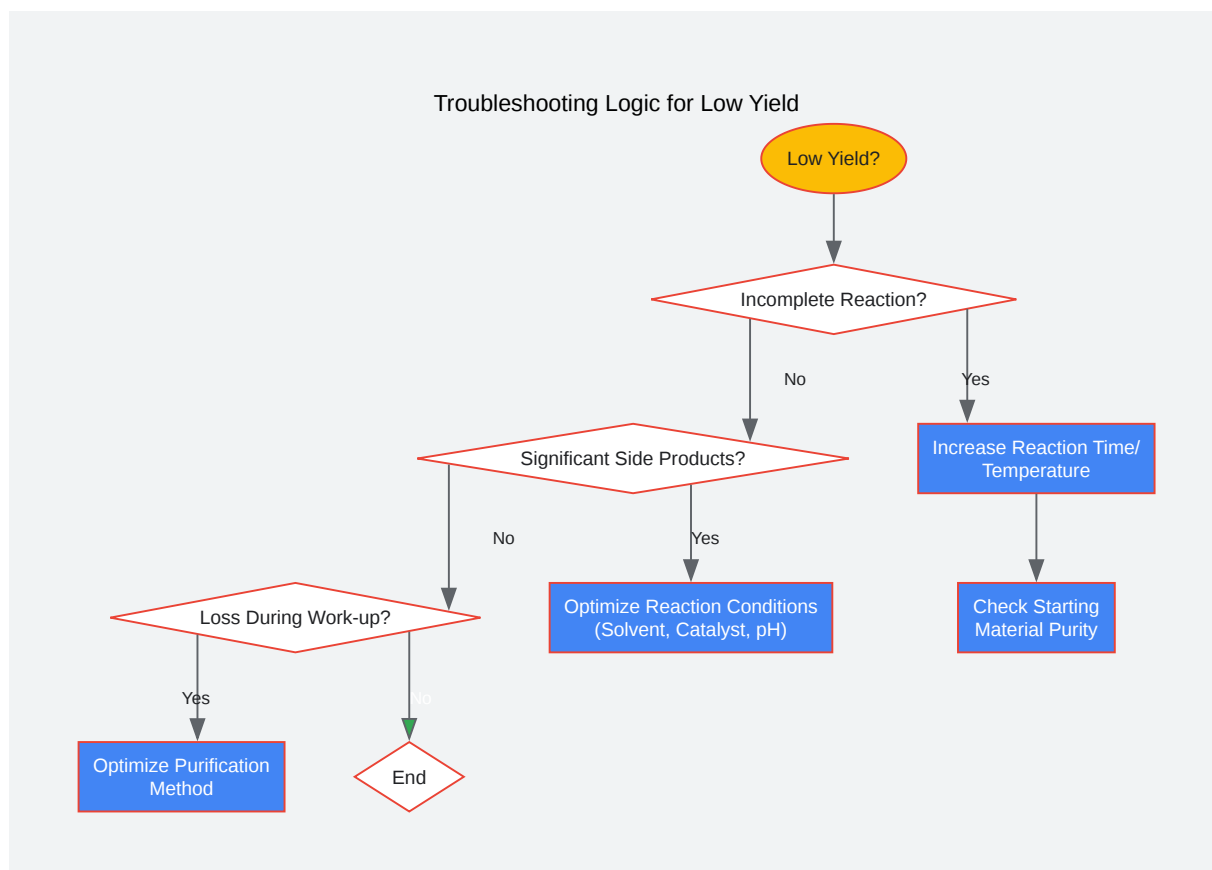 Troubleshooting Logic for Low Yield
Low Yield?
Incomplete Reaction?
No
Yes
Significant Side Products?
Increase Reaction Time/
Temperature
No
Yes
Loss During Work-up?
Optimize Reaction Conditions
(Solvent, Catalyst, pH)
Check Starting
Material Purity
Yes
No
Optimize Purification
Method
End